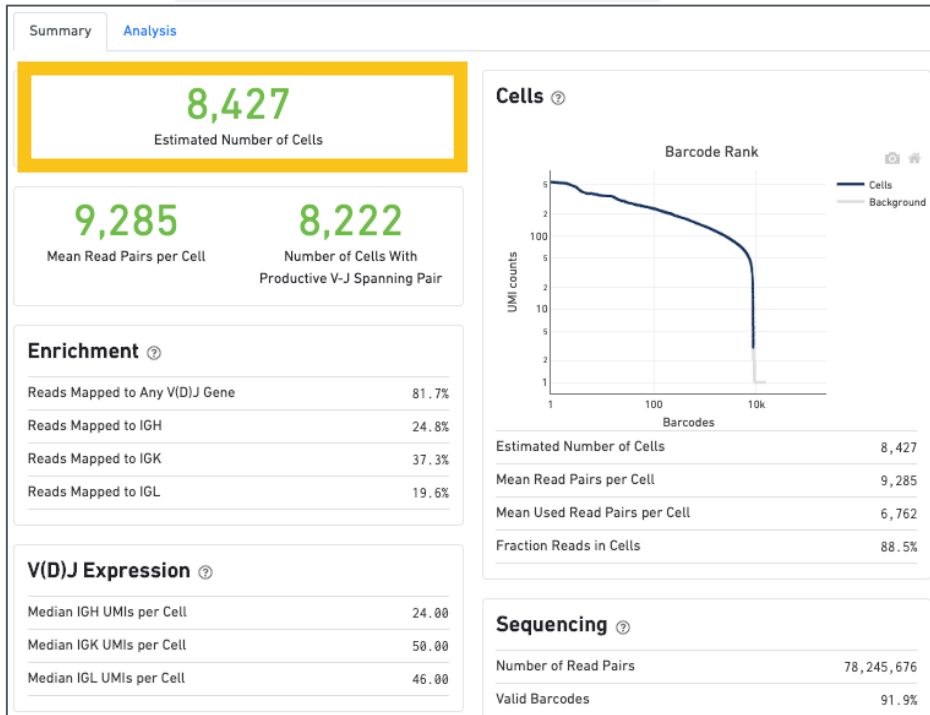 Summary
Analysis
8,427
Estimated Number of Cells
9,285
Mean Read Pairs per Cell
8,222
Number of Cells With
Productive V-J Spanning Pair
Enrichment ?
Reads Mapped to Any V(D)J Gene 81.7%
Reads Mapped to IGH 24.8%
Reads Mapped to IGK 37.3%
Reads Mapped to IGL 19.6%
V(D)J Expression ?
Median IGH UMIs per Cell 24.00
Median IGK UMIs per Cell 50.00
Median IGL UMIs per Cell 46.00
Cells ?
Barcode Rank
Cells
Background
UMI counts
5
2
100
5
2
10
5
2
1
1 100 10k
Barcodes
Estimated Number of Cells 8,427
Mean Read Pairs per Cell 9,285
Mean Used Read Pairs per Cell 6,762
Fraction Reads in Cells 88.5%
Sequencing ?
Number of Read Pairs 78,245,676
Valid Barcodes 91.9%